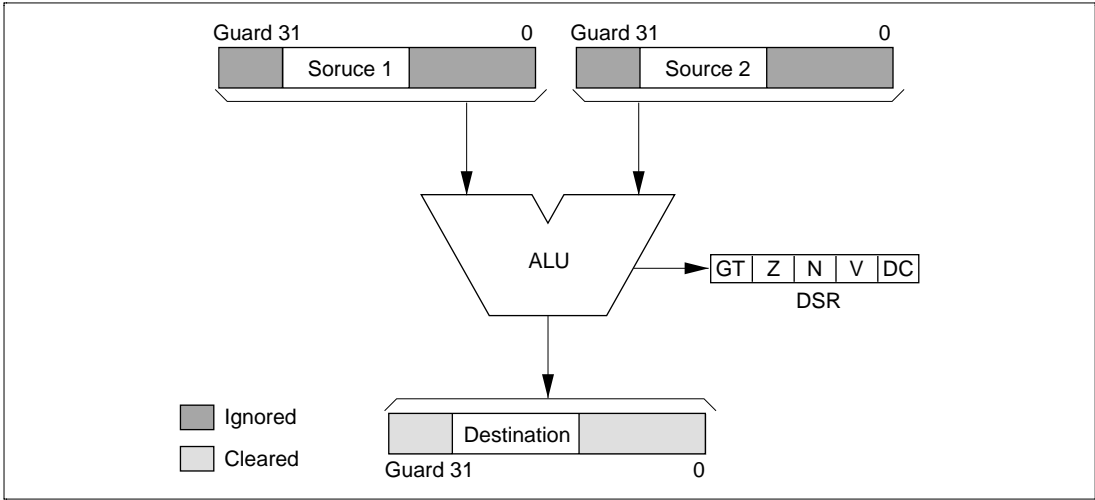 Guard 31 0 Guard 31 0
Soruce 1 Source 2
ALU
GT Z N V DC
DSR
Ignored
Destination
Cleared
Guard 31 0